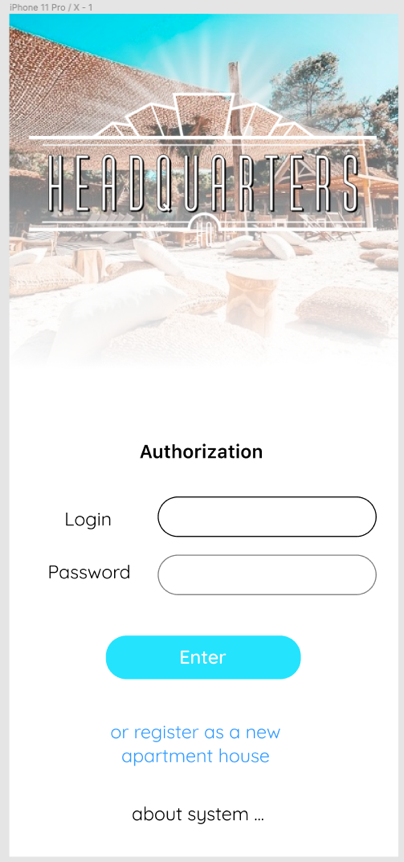 iPhone 11 Pro / X - 1
HEADQUARTERS
HQ
Authorization
Login
Password
Enter
or register as a new
apartment house
about system ...